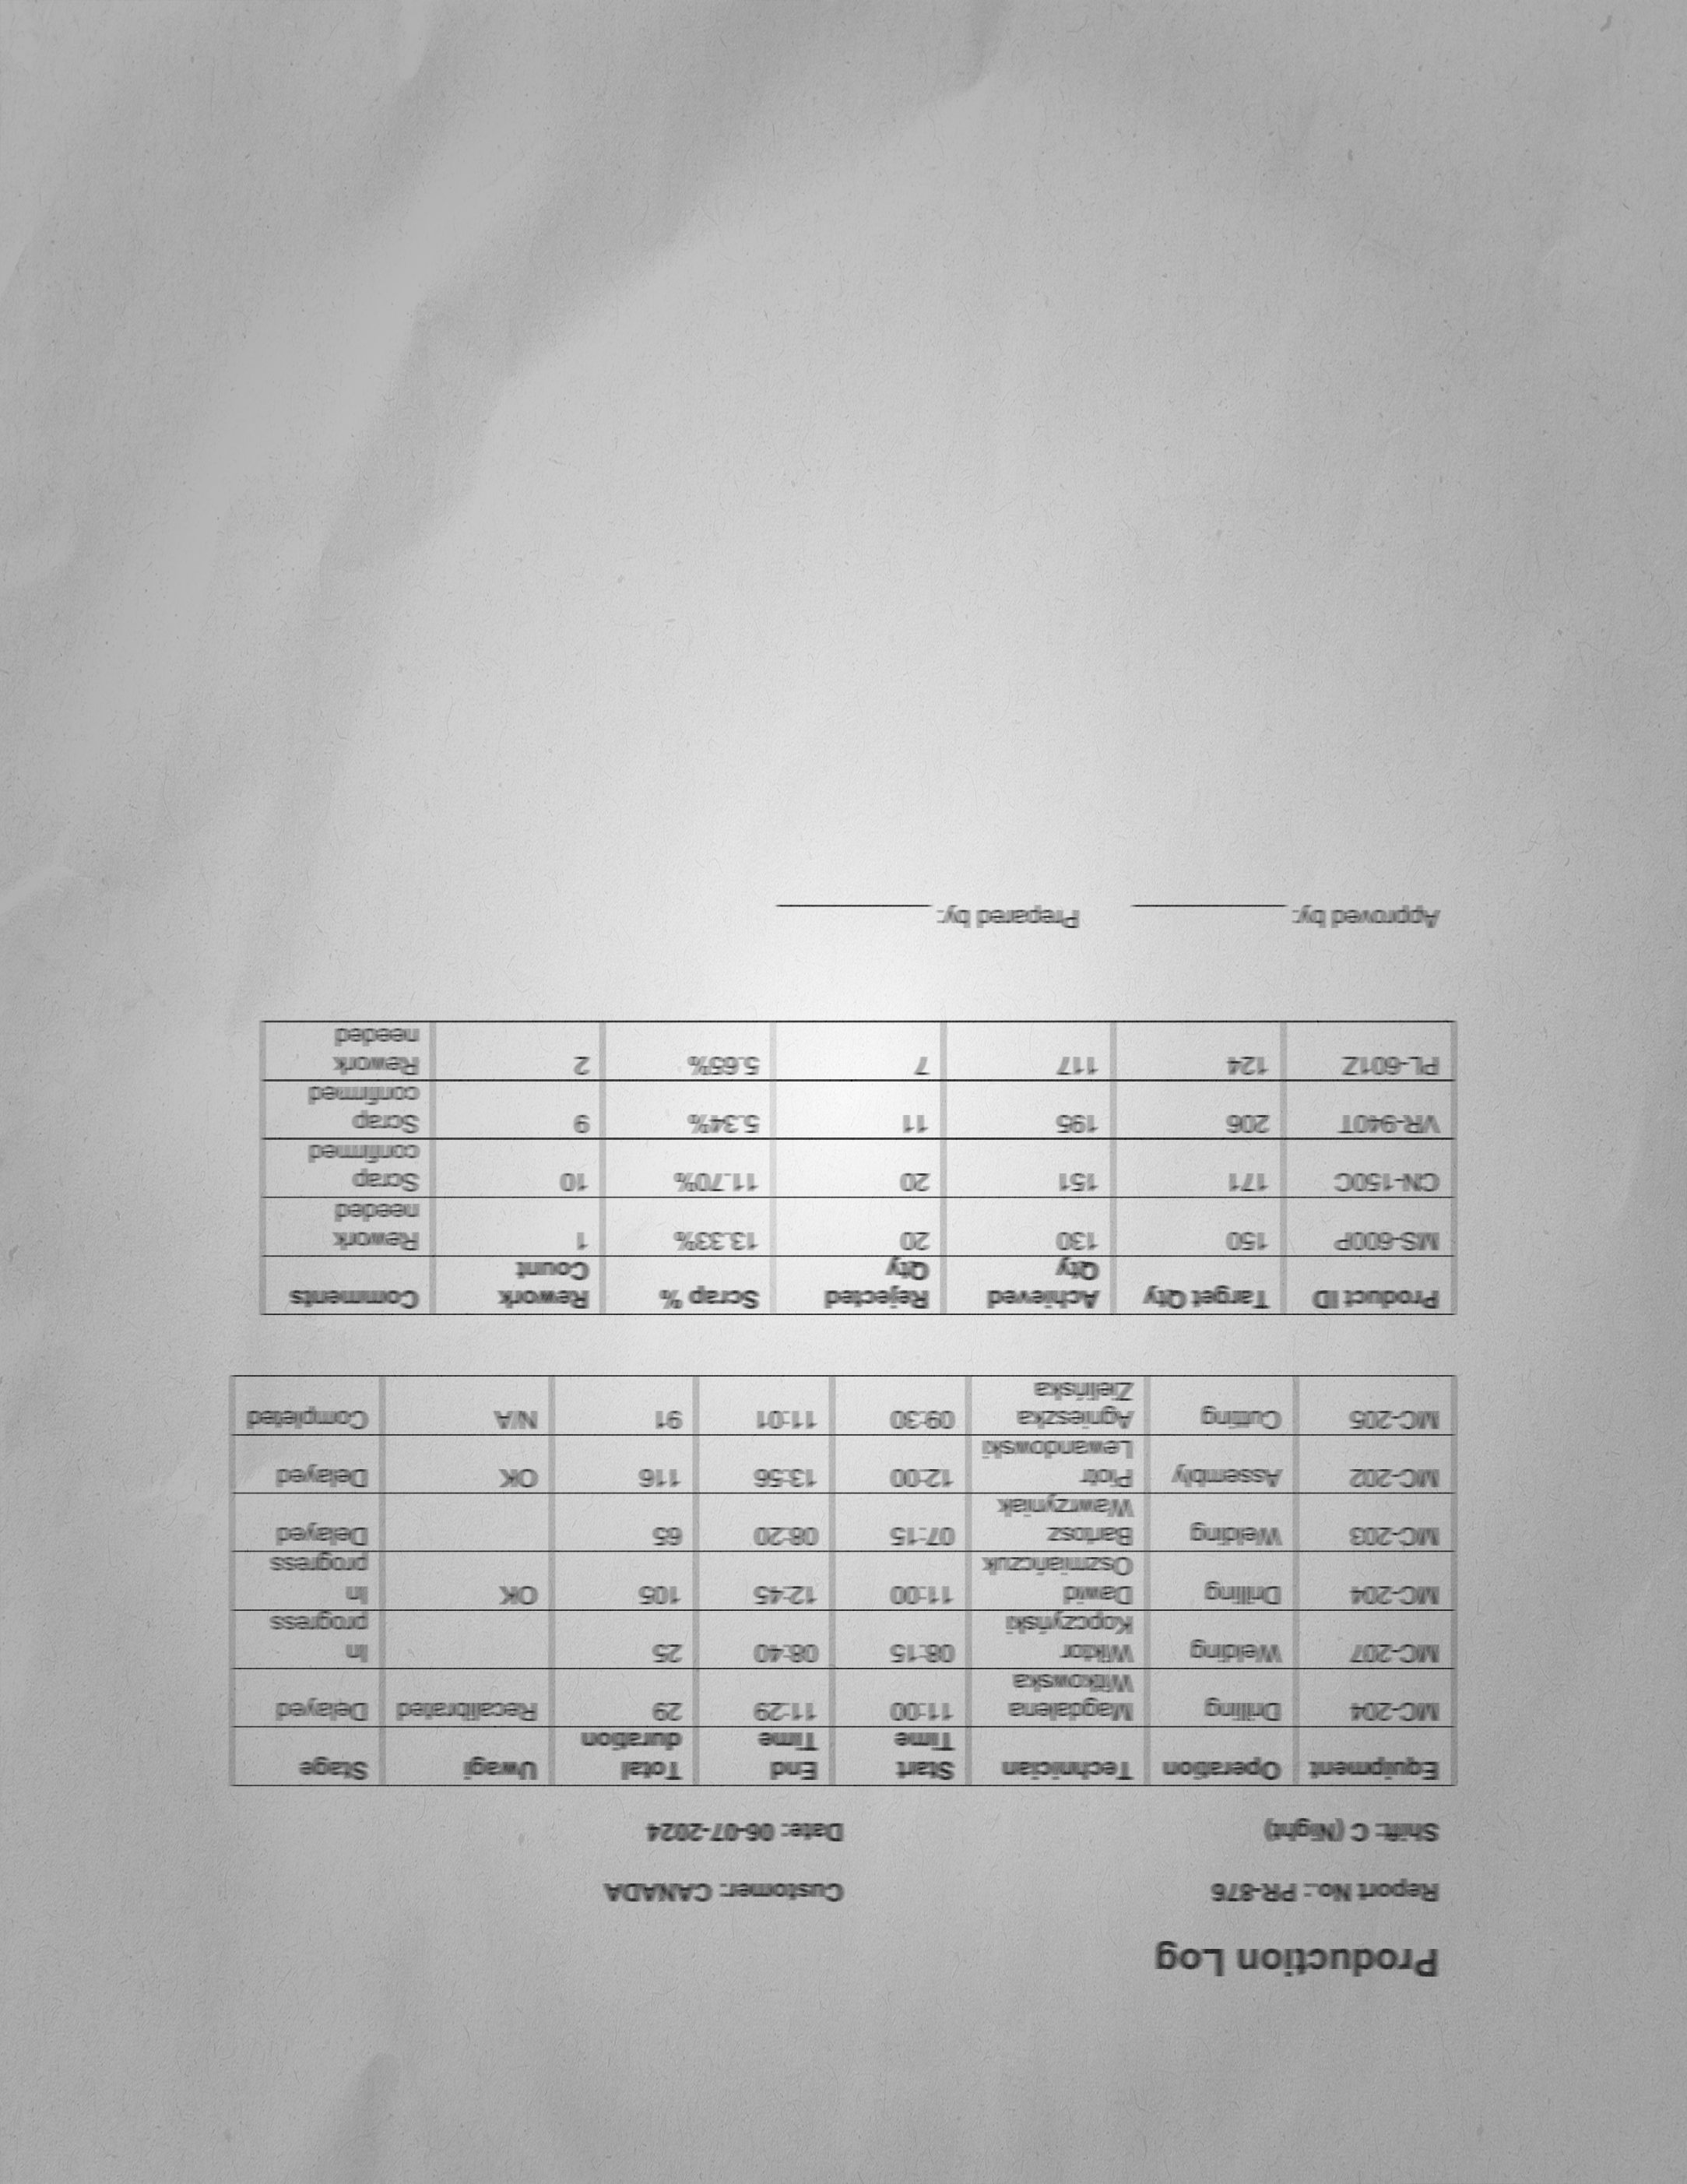 Production Log
Report No.: PR-876 Customer: CANADA
Shift: C (Night) Date: 06-07-2024
Equipment Operation Technician Start Time End Time Total duration Uwagi Stage
MC-204 Drilling Magdalena Witkowska 11:00 11:29 29 Recalibrated Delayed
MC-207 Welding Wiktor Kopczyński 08:15 08:40 25 In progress
MC-204 Drilling Dawid Oszmiańczuk 11:00 12:45 105 OK In progress
MC-203 Welding Bartosz Wawrzyniak 07:15 08:20 65 Delayed
MC-202 Assembly Piotr Lewandowski 12:00 13:56 116 OK Delayed
MC-205 Cutting Agnieszka Zielińska 09:30 11:01 91 N/A Completed
Product ID Target Qty Achieved Qty Rejected Qty Scrap % Rework Count Comments
MS-600P 150 130 20 13.33% 1 Rework needed
CN-150C 171 151 20 11.70% 10 Scrap confirmed
VR-940T 206 195 11 5.34% 9 Scrap confirmed
PL-601Z 124 117 7 5.65% 2 Rework needed
Approved by: Prepared by: